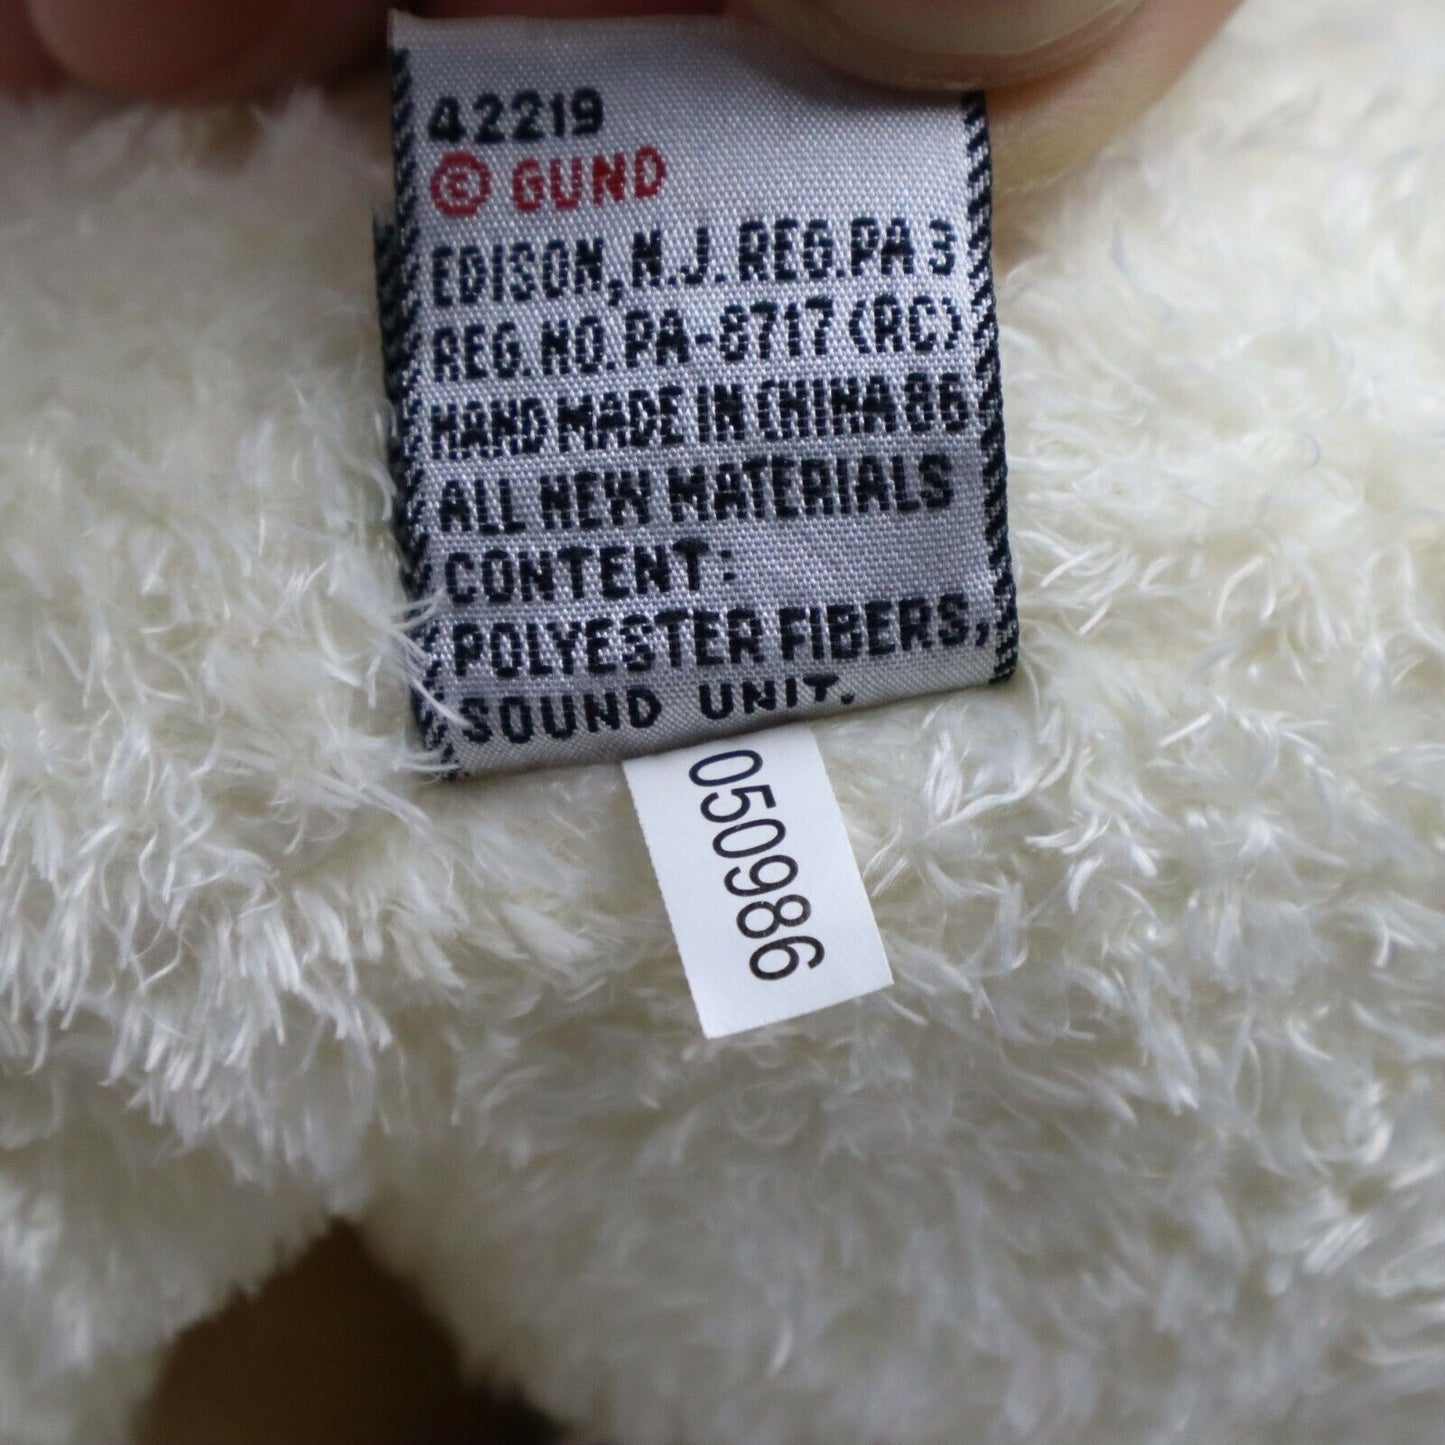 42219
© GUND
EDISON, N.J. REG. PA 3
REG. NO. PA-8717 (RC)
HAND MADE IN CHINA 86
ALL NEW MATERIALS
CONTENT:
POLYESTER FIBERS,
SOUND UNIT.
050986